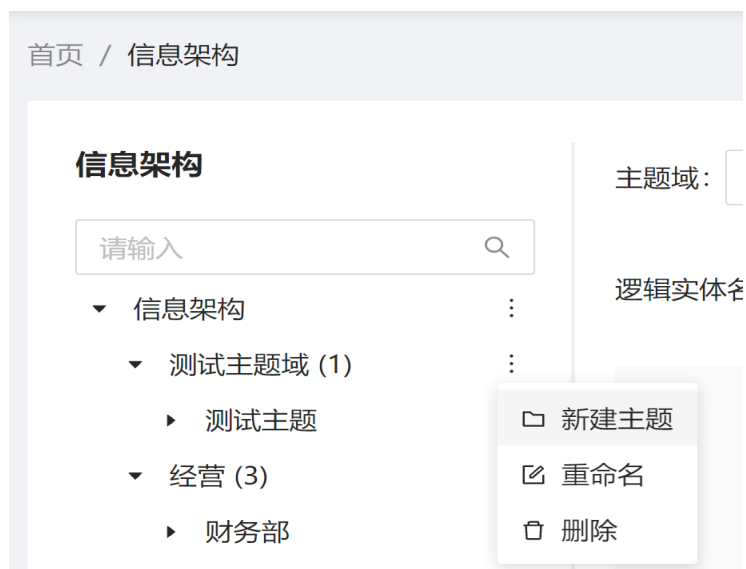 首页 / 信息架构
信息架构
主题域：
请输入
逻辑实体名
信息架构
测试主题域 (1)
测试主题
新建主题
经营 (3)
重命名
财务部
删除